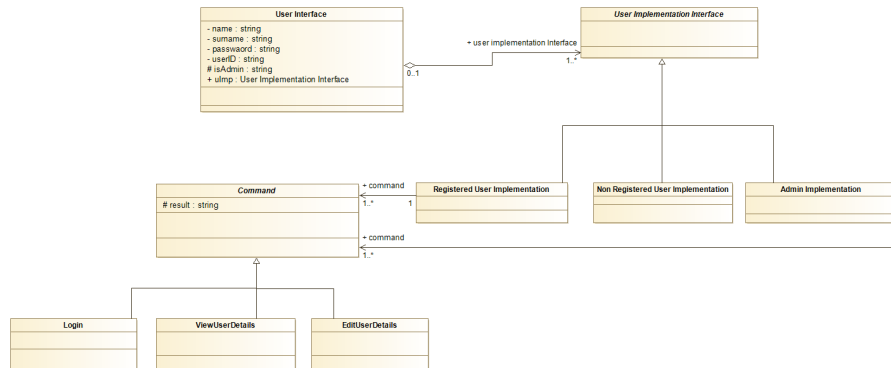 User Interface
- name : string
- surname : string
- passwaord : string
- userID : string
# isAdmin : string
+ uImp : User Implementation Interface
User Implementation Interface
+ user implementation Interface
0..1
1..*
Command
# result : string
+ command
1..*
1
Registered User Implementation
Non Registered User Implementation
Admin Implementation
+ command
1..*
Login
ViewUserDetails
EditUserDetails